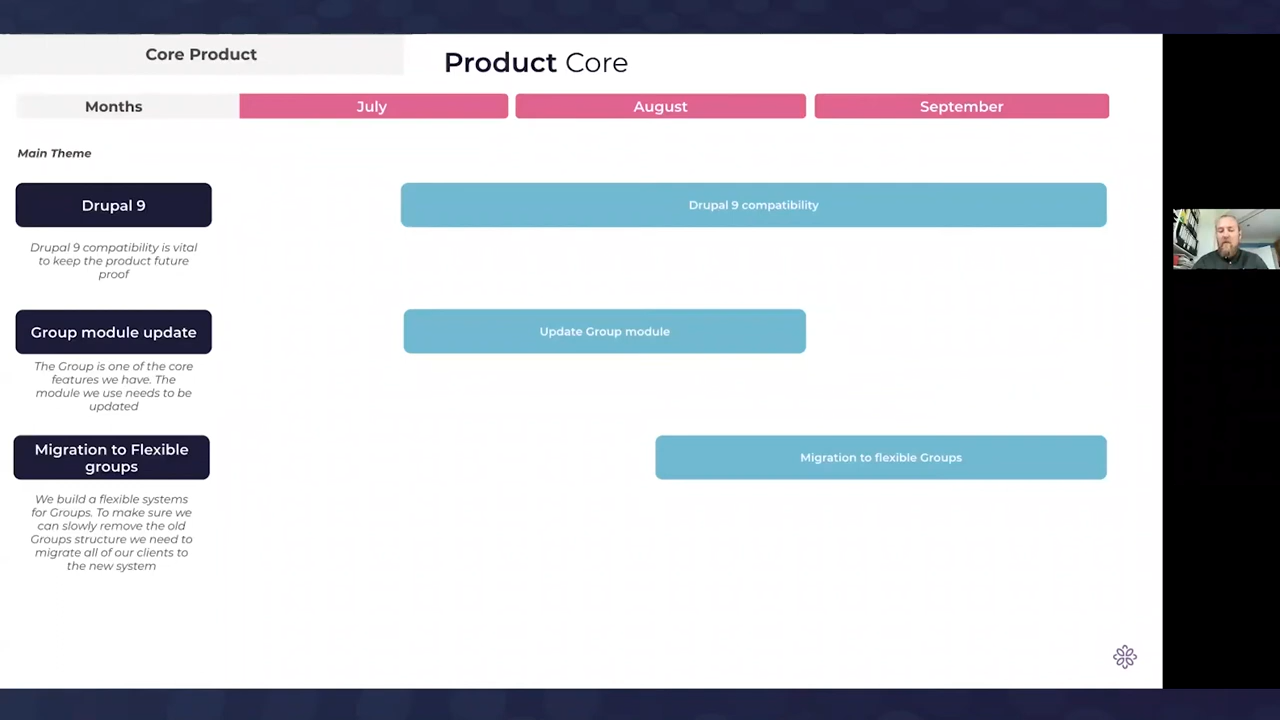 Core Product
Product Core
Months
July
August
September
Main Theme
Drupal 9
Drupal 9 compatibility
Drupal 9 compatibility is vital
to keep the product future
proof
Group module update
Update Group module
The Group is one of the core
features we have. The
module we use needs to be
updated
Migration to Flexible
groups
Migration to flexible Groups
We build a flexible systems
for Groups. To make sure we
can slowly remove the old
Groups structure we need to
migrate all of our clients to
the new system